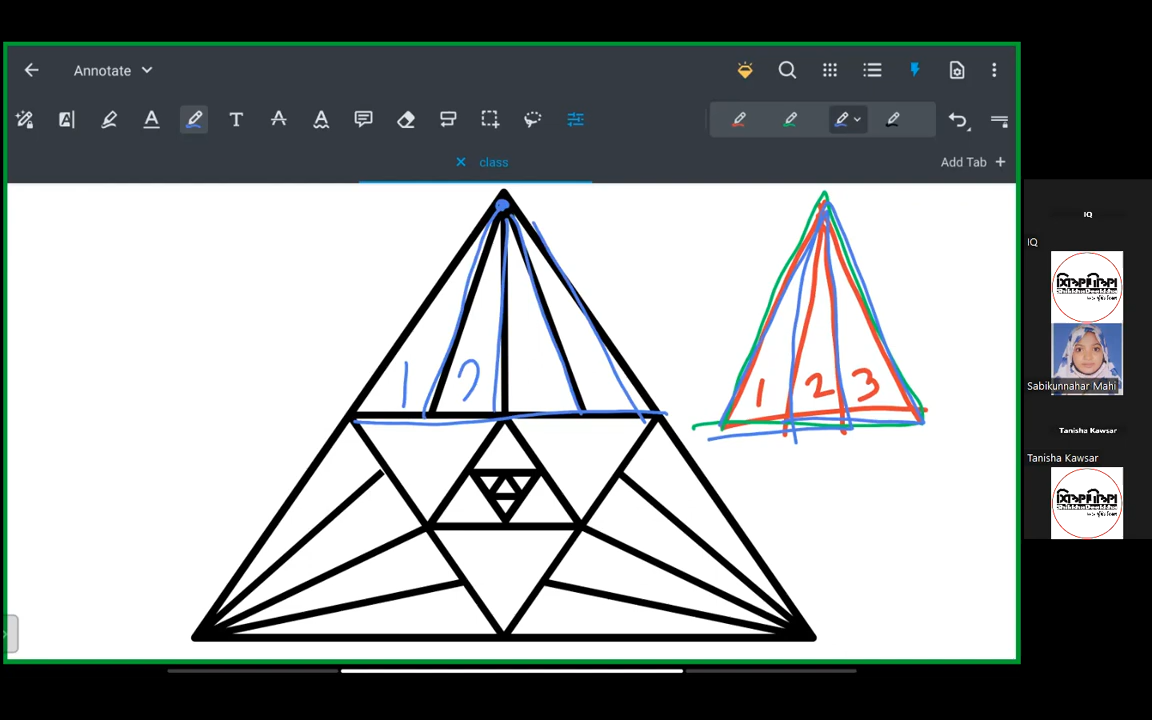 Annotate
class
Add Tab
1 2
1 2 3
IQ
IQ
Sabikunnahar Mahi
Tanisha Kawsar
Tanisha Kawsar